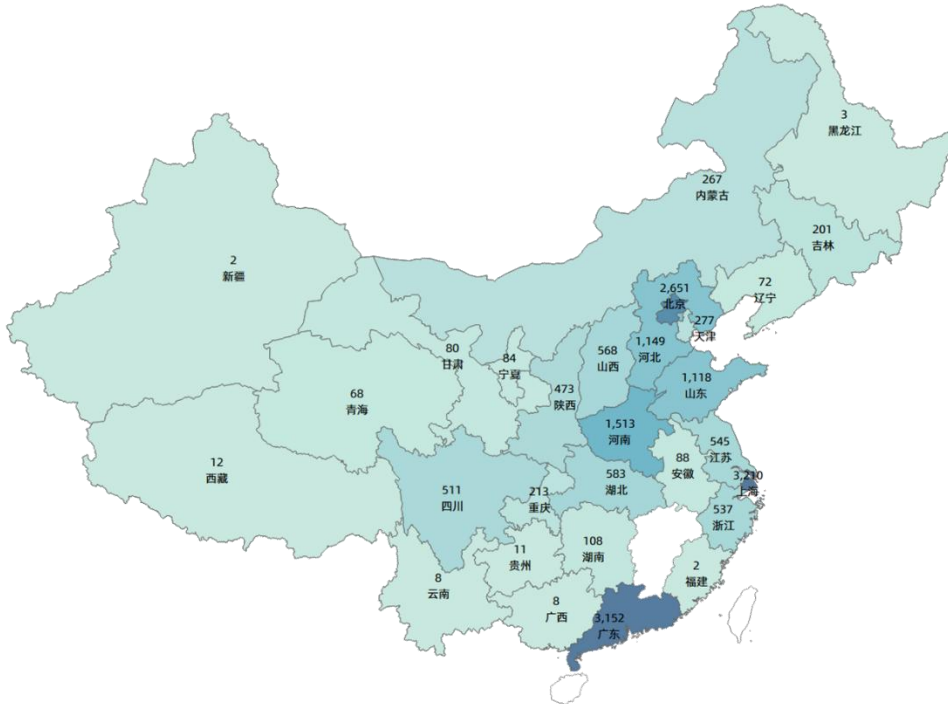 3
黑龙江
267
内蒙古
201
吉林
2
新疆
72
辽宁
2,651
北京
277
天津
80
甘肃
84
宁夏
568
山西
1,149
河北
68
青海
473
陕西
1,118
山东
1,513
河南
545
江苏
12
西藏
88
安徽
3,210
上海
511
四川
213
重庆
583
湖北
537
浙江
108
湖南
11
贵州
8
云南
2
福建
8
广西
3,152
广东